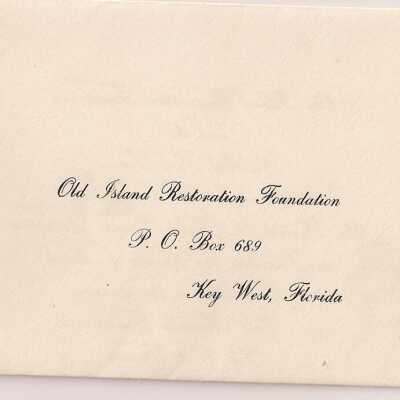 Old Island Restoration Foundation
P. O. Box 689
Key West, Florida